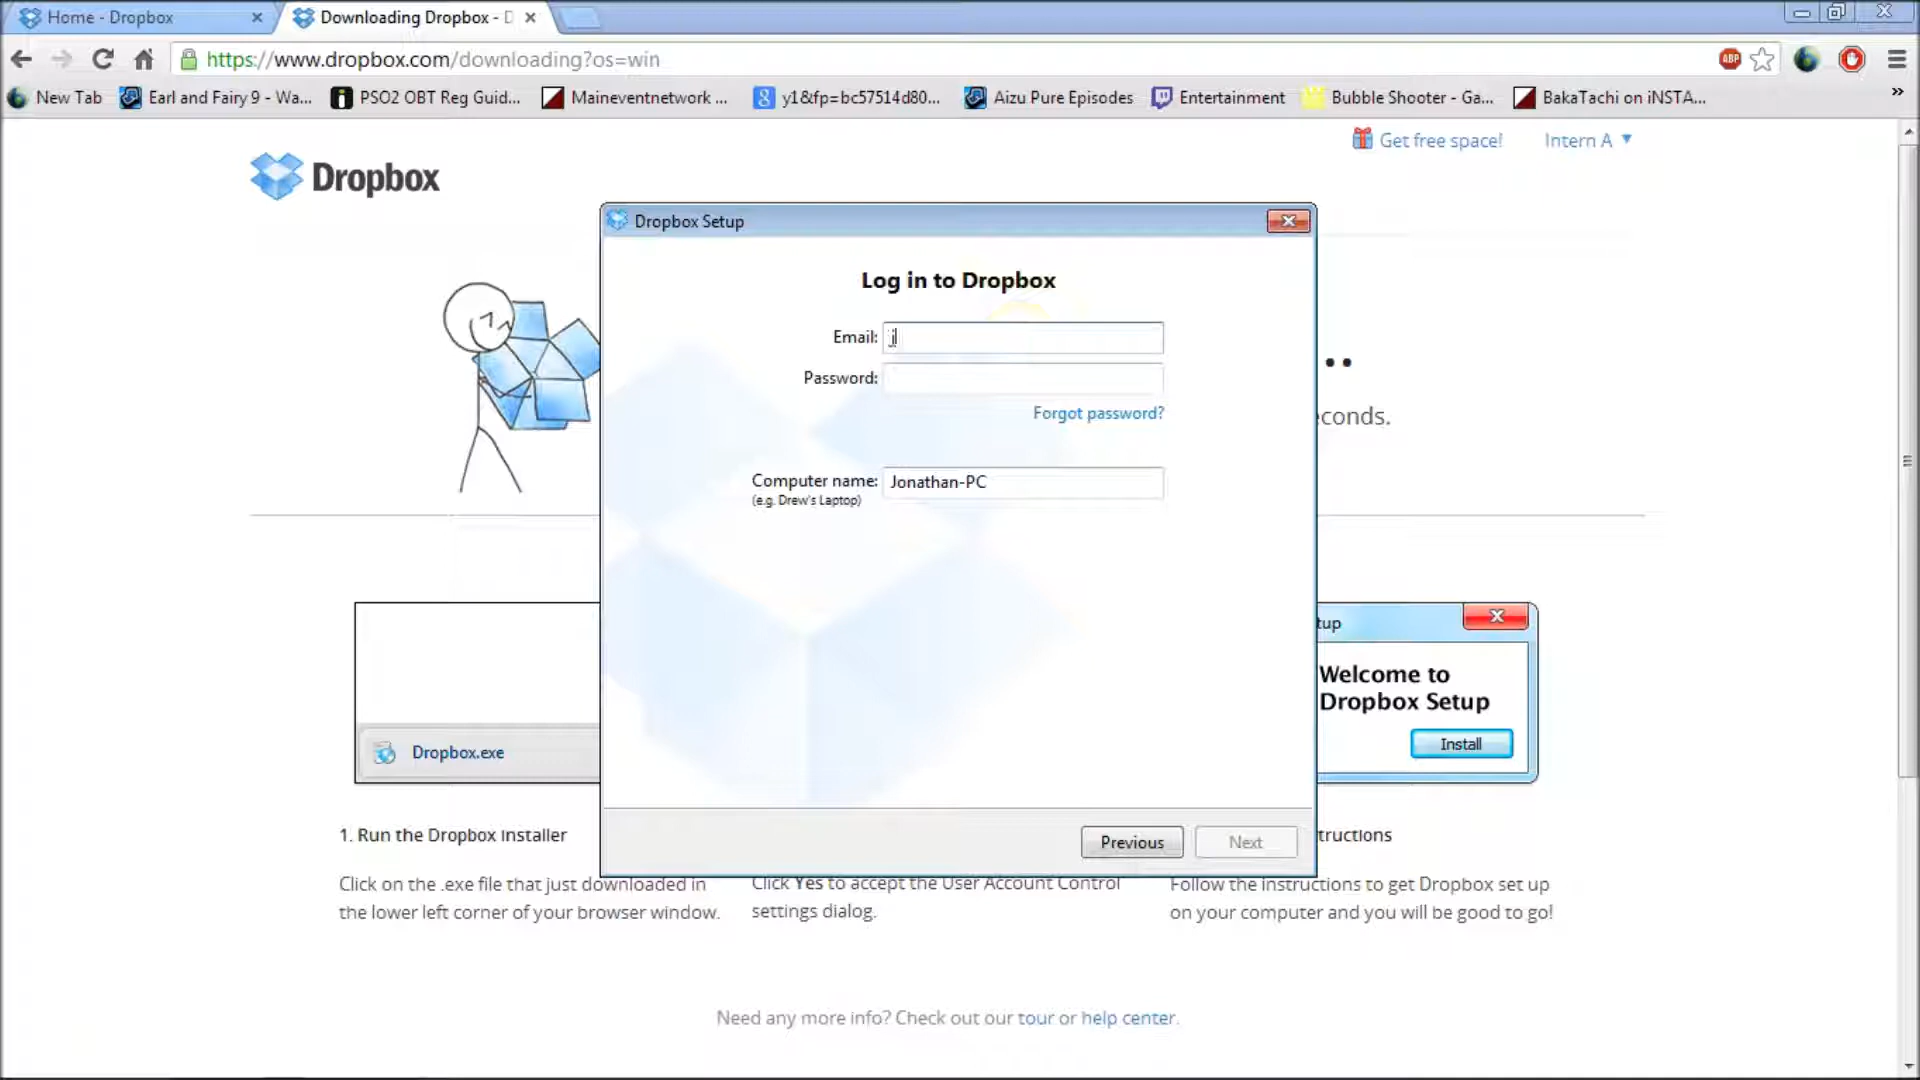 Home - Dropbox
Downloading Dropbox - D
https://www.dropbox.com/downloading?os=win
ABP
New Tab
Earl and Fairy 9 - Wa...
PSO2 OBT Reg Guid...
Maineventnetwork ...
y1&fp=bc57514d80...
Aizu Pure Episodes
Entertainment
Bubble Shooter - Ga...
BakaTachi on iNSTA...
»
Get free space!
Intern A
Dropbox
Dropbox Setup
Log in to Dropbox
Email: j
Password:
Forgot password?
Computer name: Jonathan-PC
(e.g. Drew's Laptop)
econds.
tup
Welcome to
Dropbox Setup
Install
Dropbox.exe
Previous
Next
1. Run the Dropbox installer
tructions
Click on the .exe file that just downloaded in
the lower left corner of your browser window.
Click Yes to accept the User Account Control
settings dialog.
Follow the instructions to get Dropbox set up
on your computer and you will be good to go!
Need any more info? Check out our tour or help center.